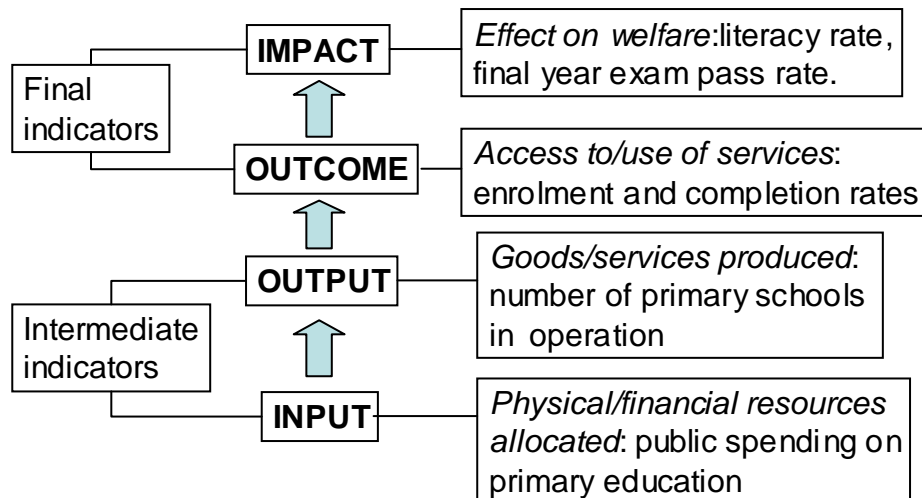 IMPACT
Effect on welfare:literacy rate,
final year exam pass rate.
Final
indicators
OUTCOME
Access to/use of services:
enrolment and completion rates
OUTPUT
Goods/services produced:
number of primary schools
in operation
Intermediate
indicators
INPUT
Physical/financial resources
allocated: public spending on
primary education